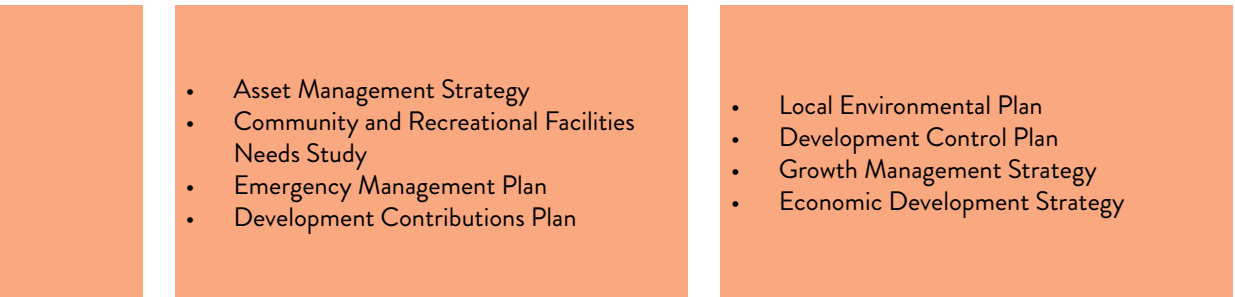 • Asset Management Strategy
• Community and Recreational Facilities
Needs Study
• Emergency Management Plan
• Development Contributions Plan
• Local Environmental Plan
• Development Control Plan
• Growth Management Strategy
• Economic Development Strategy